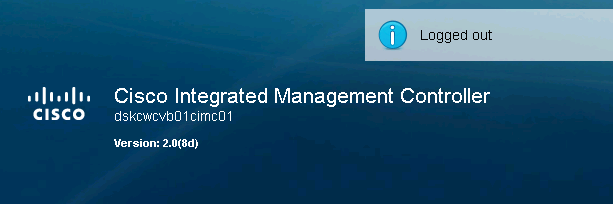 Logged out
CISCO
Cisco Integrated Management Controller
dskcwcvb01cimc01
Version: 2.0(8d)